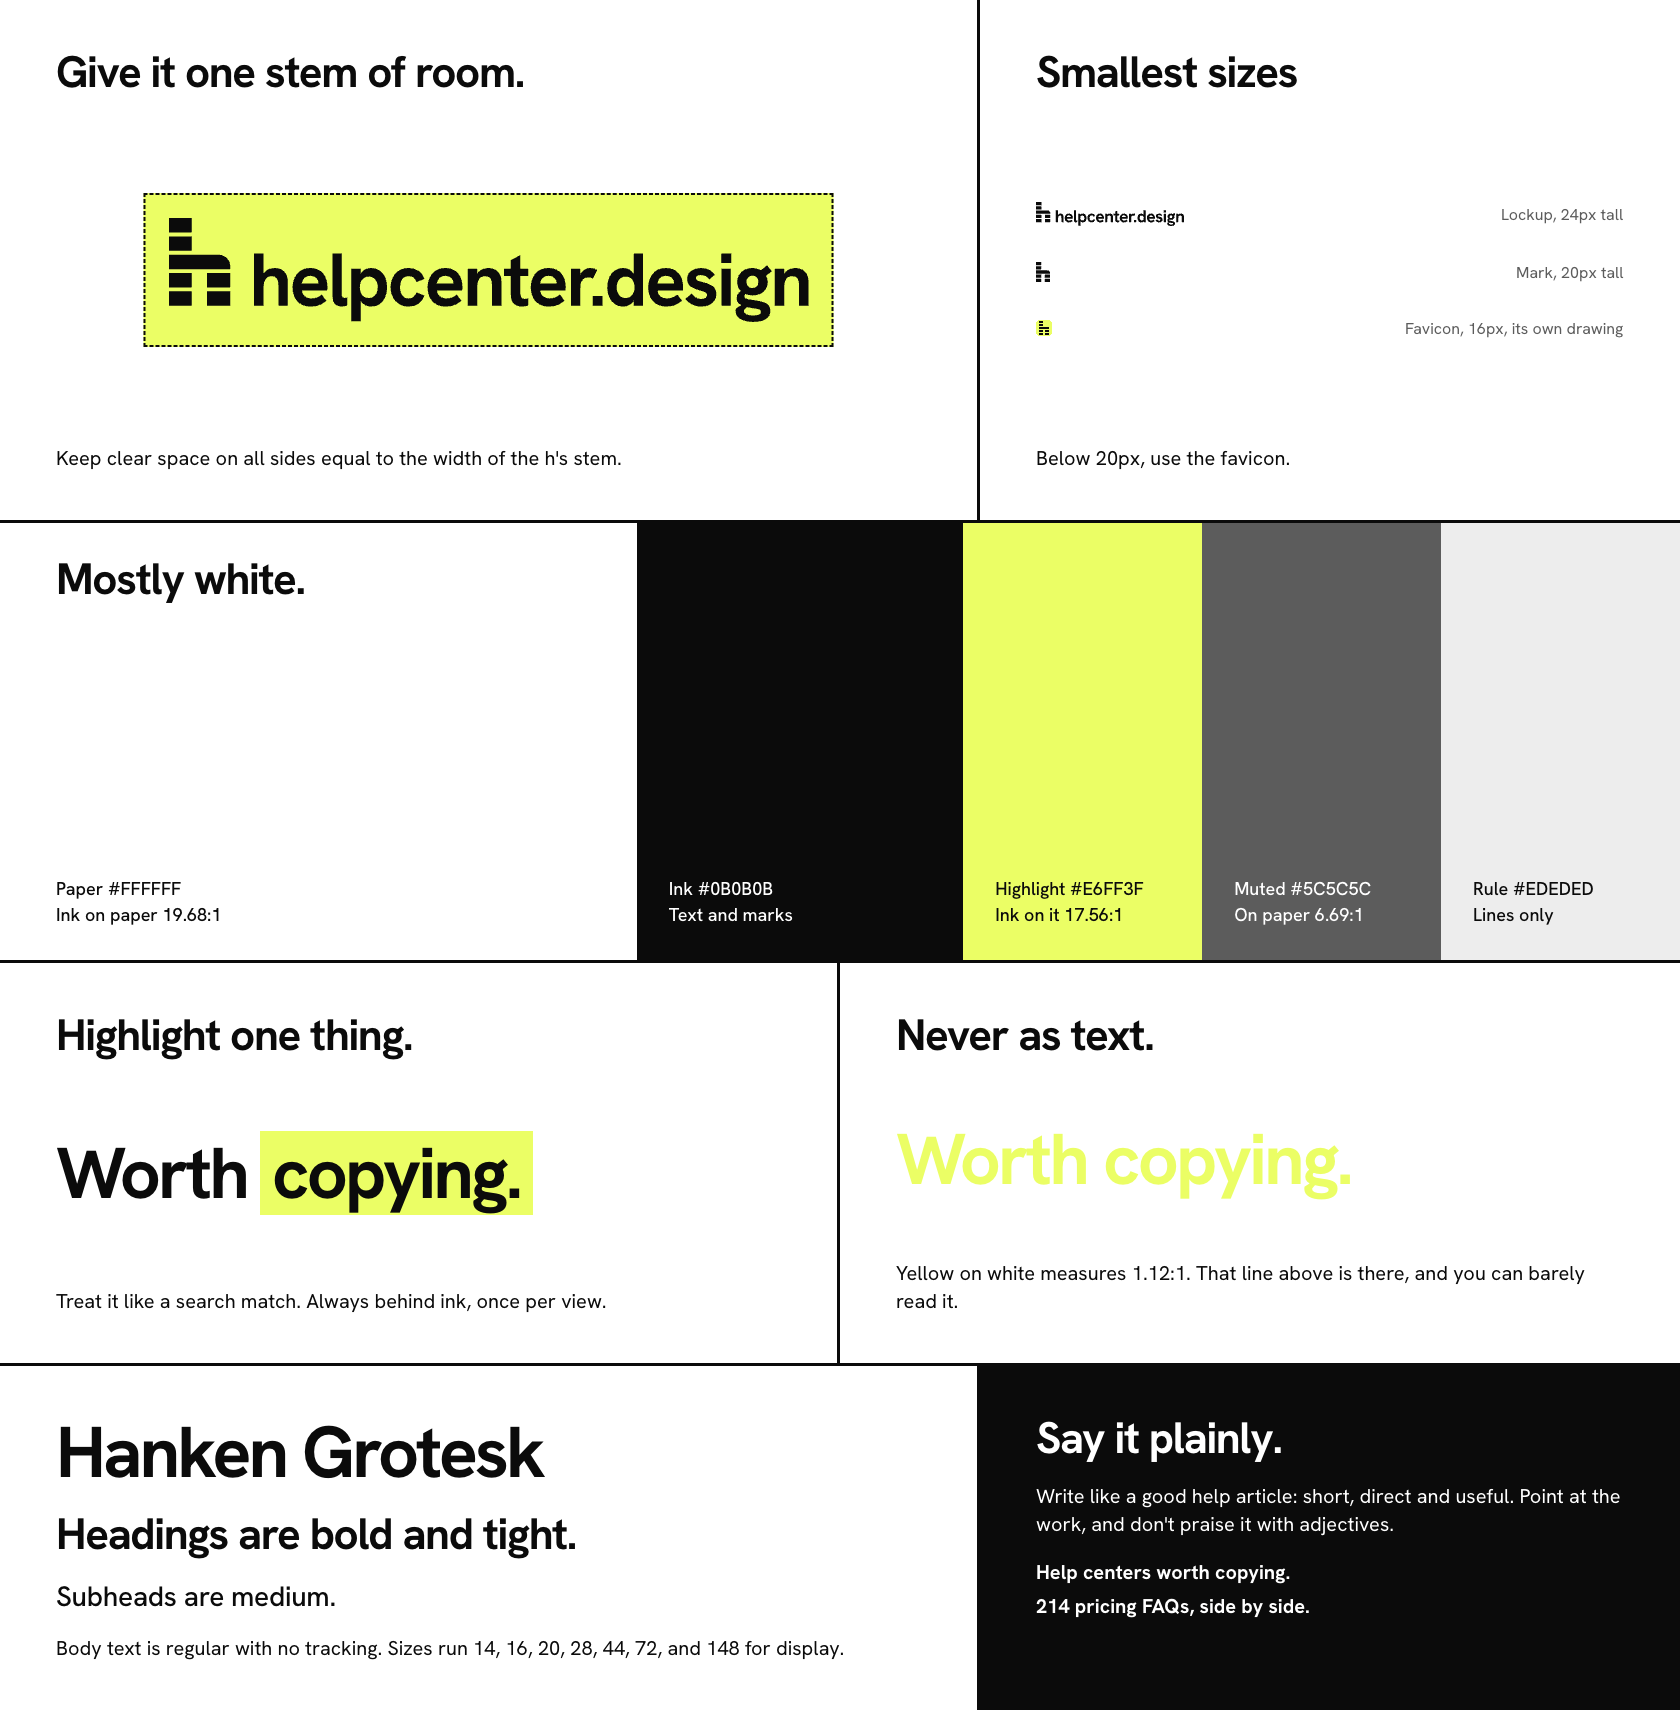 Give it one stem of room.
helpcenter.design
Keep clear space on all sides equal to the width of the h's stem.
Smallest sizes
helpcenter.design
Lockup, 24px tall
Mark, 20px tall
Favicon, 16px, its own drawing
Below 20px, use the favicon.
Mostly white.
Paper #FFFFFF
Ink on paper 19.68:1
Ink #0B0B0B
Text and marks
Highlight #E6FF3F
Ink on it 17.56:1
Muted #5C5C5C
On paper 6.69:1
Rule #EDEDED
Lines only
Highlight one thing.
Worth copying.
Treat it like a search match. Always behind ink, once per view.
Never as text.
Worth copying.
Yellow on white measures 1.12:1. That line above is there, and you can barely
read it.
Hanken Grotesk
Headings are bold and tight.
Subheads are medium.
Body text is regular with no tracking. Sizes run 14, 16, 20, 28, 44, 72, and 148 for display.
Say it plainly.
Write like a good help article: short, direct and useful. Point at the
work, and don't praise it with adjectives.
Help centers worth copying.
214 pricing FAQs, side by side.